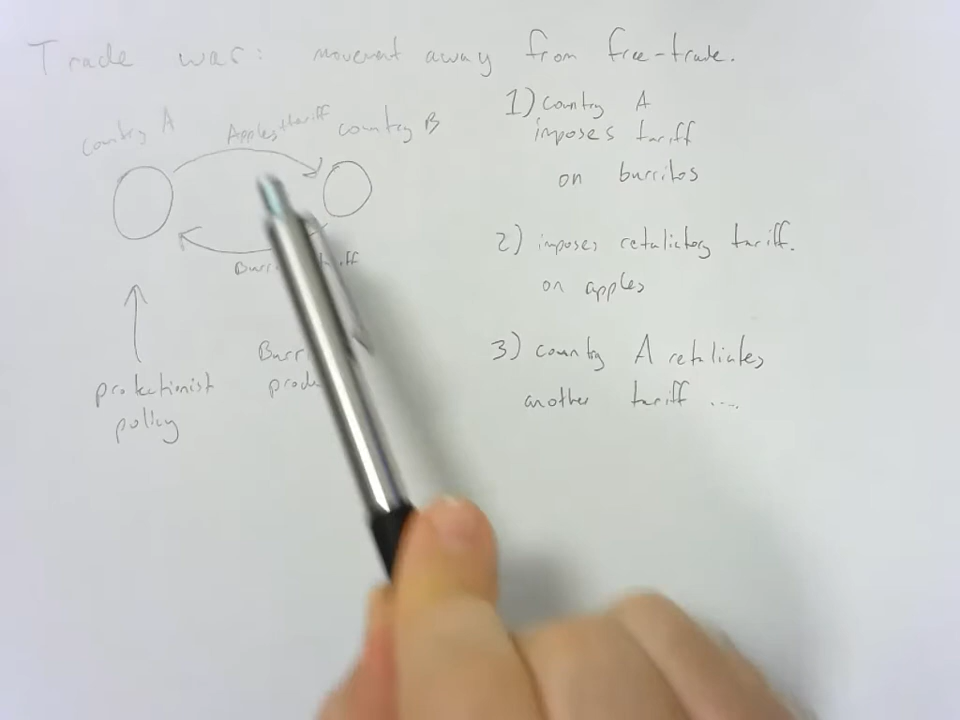 Trade war: movement away from free-trade.
country A
Apples + tariff
country B
protectionist
policy
1) country A
imposes tariff
on burritos
2) imposes retaliatory tariff.
on apples
3) country A retaliates
another tariff ....